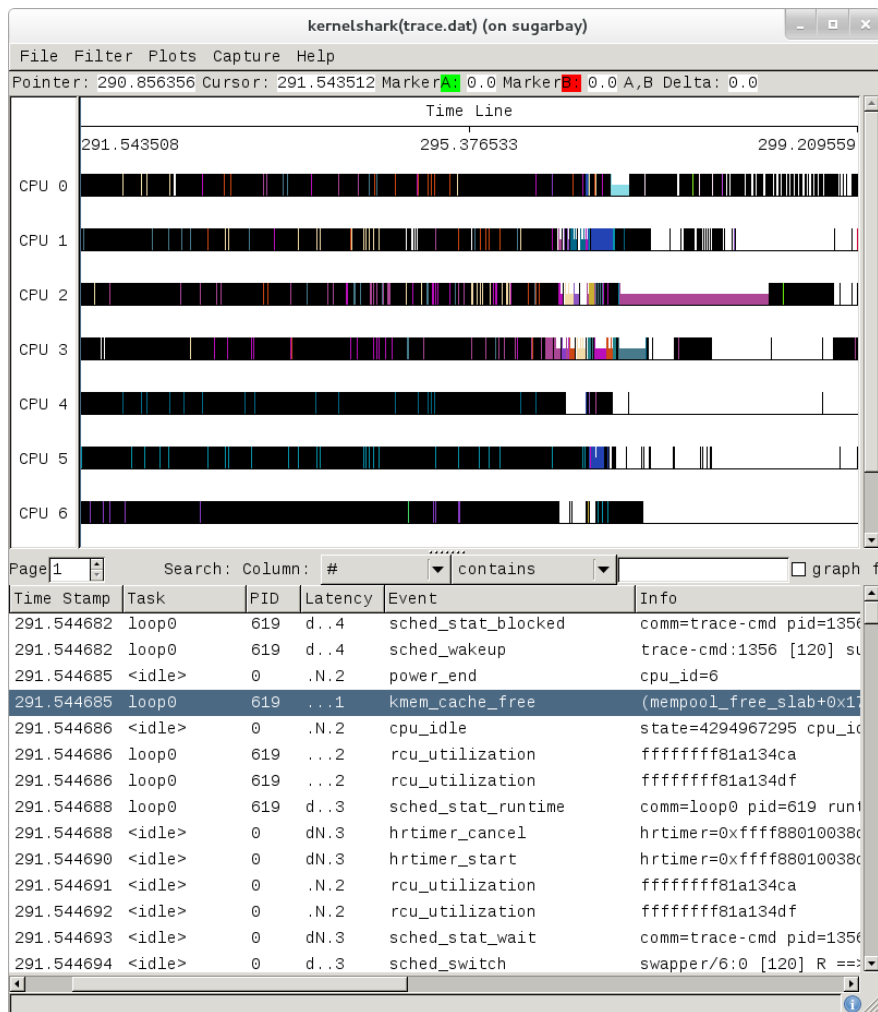 kernelshark(trace.dat) (on sugarbay)
File Filter Plots Capture Help
Pointer: 290.856356 Cursor: 291.543512 MarkerA: 0.0 MarkerB: 0.0 A,B Delta: 0.0
Time Line
291.543508 295.376533 299.209559
CPU 0
CPU 1
CPU 2
CPU 3
CPU 4
CPU 5
CPU 6
Page 1 Search: Column: # contains graph f
Time Stamp Task PID Latency Event Info
291.544682 loop0 619 d..4 sched_stat_blocked comm=trace-cmd pid=1356
291.544682 loop0 619 d..4 sched_wakeup trace-cmd:1356 [120] su
291.544685 <idle> 0 .N.2 power_end cpu_id=6
291.544685 loop0 619 ...1 kmem_cache_free (mempool_free_slab+0x17
291.544686 <idle> 0 .N.2 cpu_idle state=4294967295 cpu_id
291.544686 loop0 619 ...2 rcu_utilization ffffffff81a134ca
291.544686 loop0 619 ...2 rcu_utilization ffffffff81a134df
291.544688 loop0 619 d..3 sched_stat_runtime comm=loop0 pid=619 runt
291.544688 <idle> 0 dN.3 hrtimer_cancel hrtimer=0xffff88010038d
291.544690 <idle> 0 dN.3 hrtimer_start hrtimer=0xffff88010038d
291.544691 <idle> 0 .N.2 rcu_utilization ffffffff81a134ca
291.544692 <idle> 0 .N.2 rcu_utilization ffffffff81a134df
291.544693 <idle> 0 dN.3 sched_stat_wait comm=trace-cmd pid=1356
291.544694 <idle> 0 d..3 sched_switch swapper/6:0 [120] R ==>